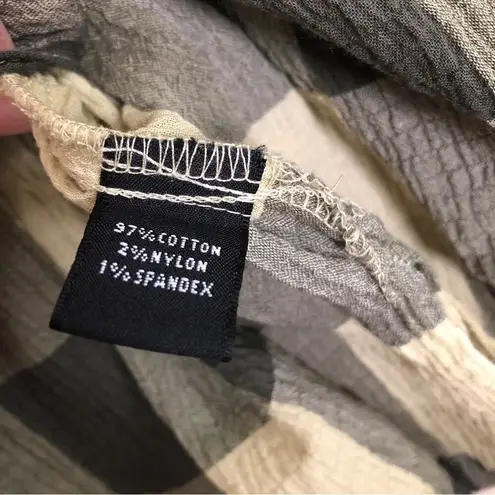 97% COTTON
2% NYLON
1% SPANDEX